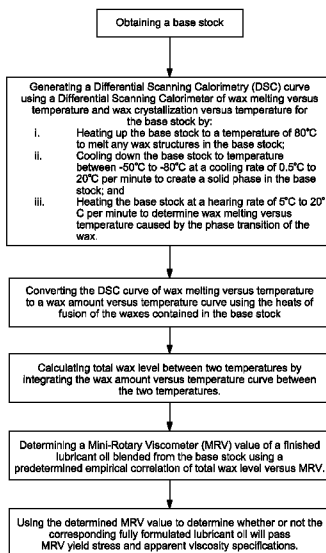 Obtaining a base stock
Generating a Differential Scanning Calorimetry (DSC) curve
using a Differential Scanning Calorimeter of wax melting versus
temperature and wax crystallization versus temperature for
the base stock by:
i. Heating up the base stock to a temperature of 80°C
to melt any wax structures in the base stock;
ii. Cooling down the base stock to temperature
between -50°C to -80°C at a cooling rate of 0.5°C to
20°C per minute to create a solid phase in the base
stock; and
iii. Heating the base stock at a hearing rate of 5°C to 20°
C per minute to determine wax melting versus
temperature caused by the phase transition of the
wax.
Converting the DSC curve of wax melting versus temperature
to a wax amount versus temperature curve using the heats of
fusion of the waxes contained in the base stock
Calculating total wax level between two temperatures by
integrating the wax amount versus temperature curve between
the two temperatures.
Determining a Mini-Rotary Viscometer (MRV) value of a finished
lubricant oil blended from the base stock using a
predetermined empirical correlation of total wax level versus MRV.
Using the determined MRV value to determine whether or not the
corresponding fully formulated lubricant oil will pass
MRV yield stress and apparent viscosity specifications.